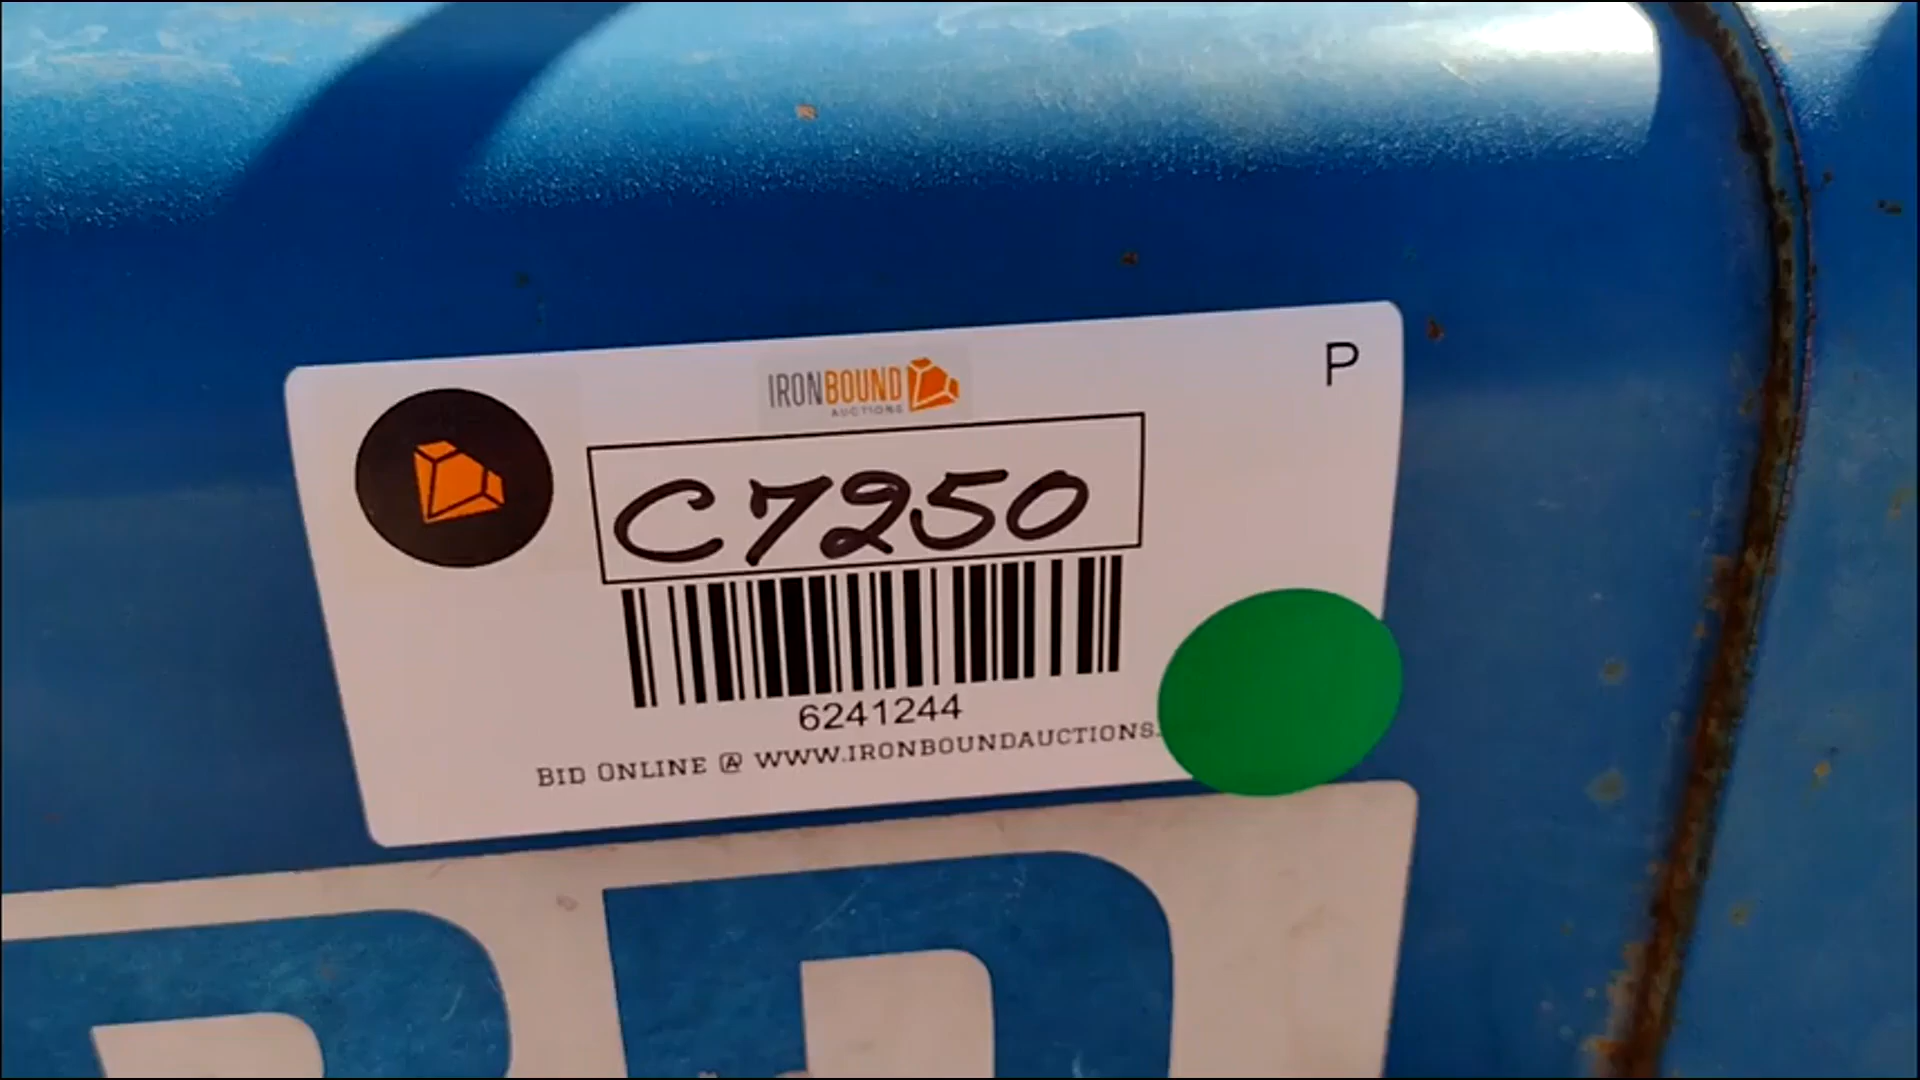 P
IRONBOUND
AUCTIONS
C7250
6241244
BID ONLINE @ WWW.IRONBOUNDAUCTIONS.